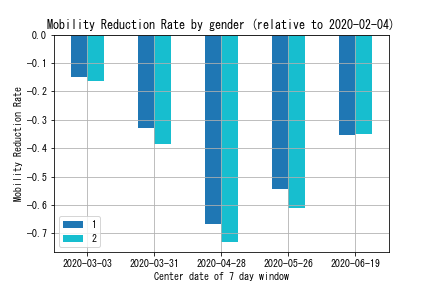 Mobility Reduction Rate by gender (relative to 2020-02-04)
0.0
-0.1
-0.2
-0.3
-0.4
-0.5
-0.6
-0.7
Mobility Reduction Rate
1
2
2020-03-03 2020-03-31 2020-04-28 2020-05-26 2020-06-19
Center date of 7 day window